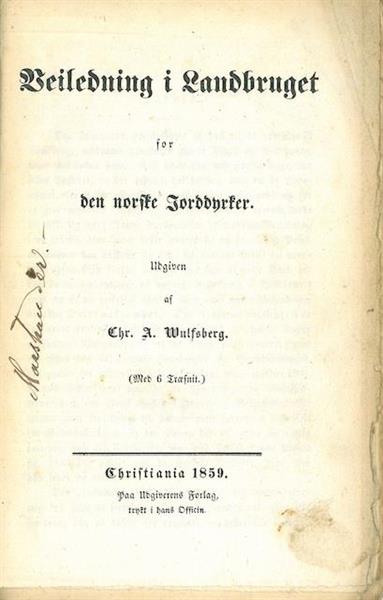 Veiledning i Landbruget
for
den norske Jorddyrker.
Udgiven
af
Chr. A. Wulfsberg.
(Med 6 Træsnit.)
Christiania 1859.
Paa Udgiverens Forlag,
trykt i hans Officin.